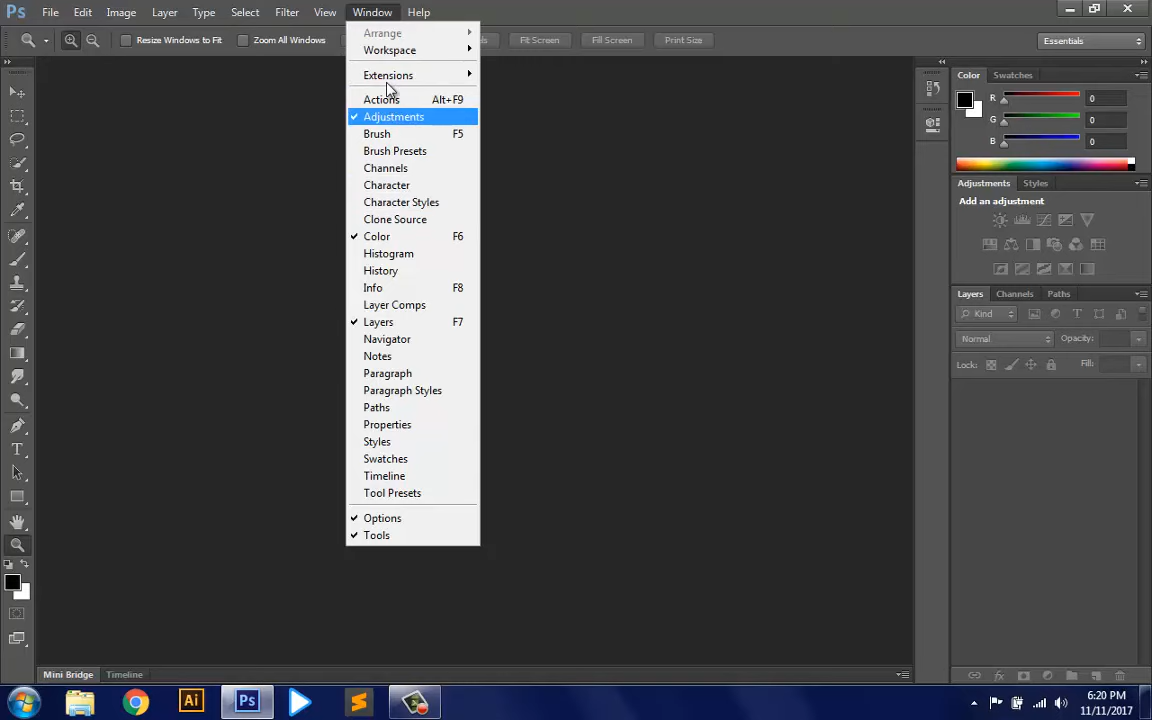 Ps File Edit Image Layer Type Select Filter View Window Help
Resize Windows to Fit Zoom All Windows Fit Screen Fill Screen Print Size Essentials
Arrange
Workspace
Extensions
Actions Alt+F9
Adjustments
Brush F5
Brush Presets
Channels
Character
Character Styles
Clone Source
Color F6
Histogram
History
Info F8
Layer Comps
Layers F7
Navigator
Notes
Paragraph
Paragraph Styles
Paths
Properties
Styles
Swatches
Timeline
Tool Presets
Options
Tools
Color Swatches
R 0
G 0
B 0
Adjustments Styles
Add an adjustment
Layers Channels Paths
Kind
Normal Opacity:
Lock: Fill:
Mini Bridge Timeline
Ai Ps
6:20 PM
11/11/2017